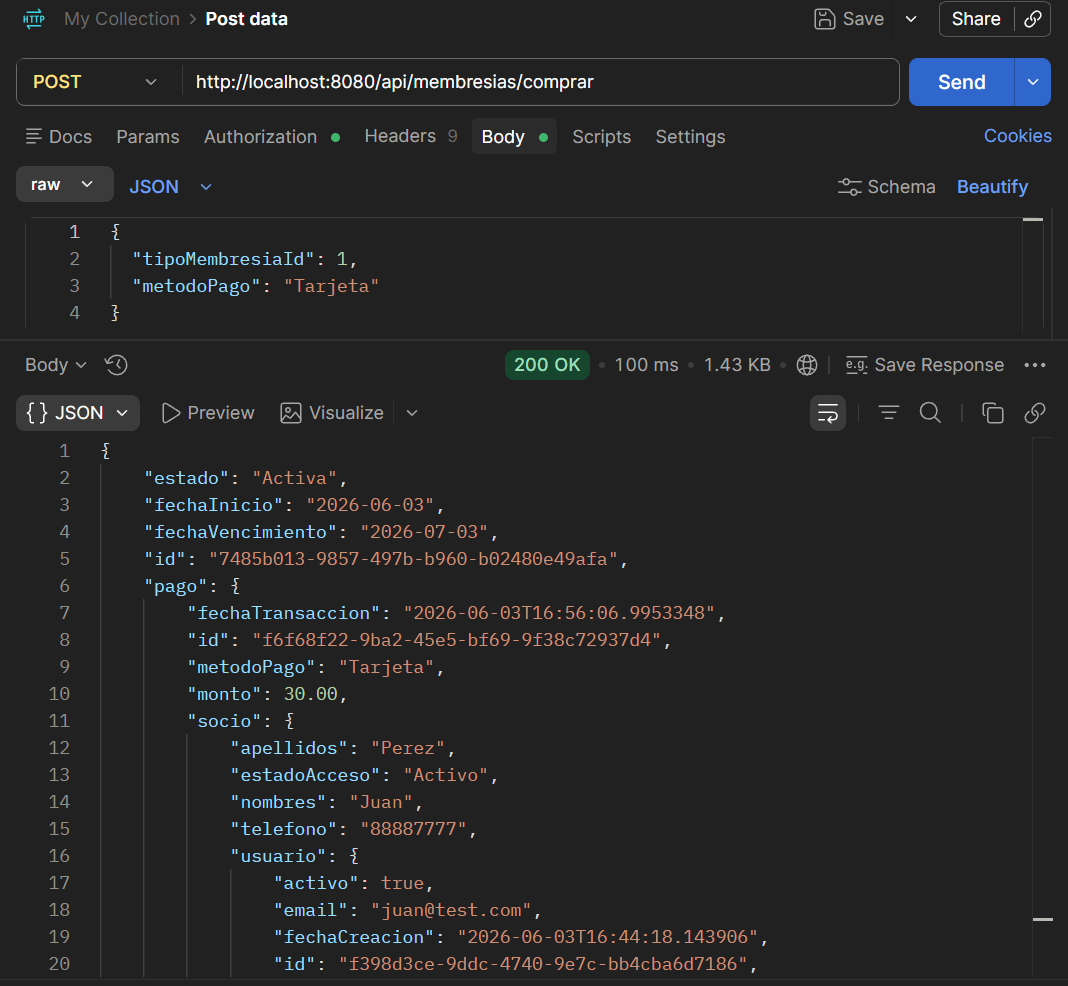 HTTP My Collection > Post data Save Share
POST http://localhost:8080/api/membresias/comprar Send
Docs Params Authorization Headers 9 Body Scripts Settings Cookies
raw JSON Schema Beautify
1 {
2 "tipoMembresiaId": 1,
3 "metodoPago": "Tarjeta"
4 }
Body 200 OK • 100 ms • 1.43 KB • e.g. Save Response
{} JSON Preview Visualize
1 {
2 "estado": "Activa",
3 "fechaInicio": "2026-06-03",
4 "fechaVencimiento": "2026-07-03",
5 "id": "7485b013-9857-497b-b960-b02480e49afa",
6 "pago": {
7 "fechaTransaccion": "2026-06-03T16:56:06.9953348",
8 "id": "f6f68f22-9ba2-45e5-bf69-9f38c72937d4",
9 "metodoPago": "Tarjeta",
10 "monto": 30.00,
11 "socio": {
12 "apellidos": "Perez",
13 "estadoAcceso": "Activo",
14 "nombres": "Juan",
15 "telefono": "88887777",
16 "usuario": {
17 "activo": true,
18 "email": "juan@test.com",
19 "fechaCreacion": "2026-06-03T16:44:18.143906",
20 "id": "f398d3ce-9ddc-4740-9e7c-bb4cba6d7186",